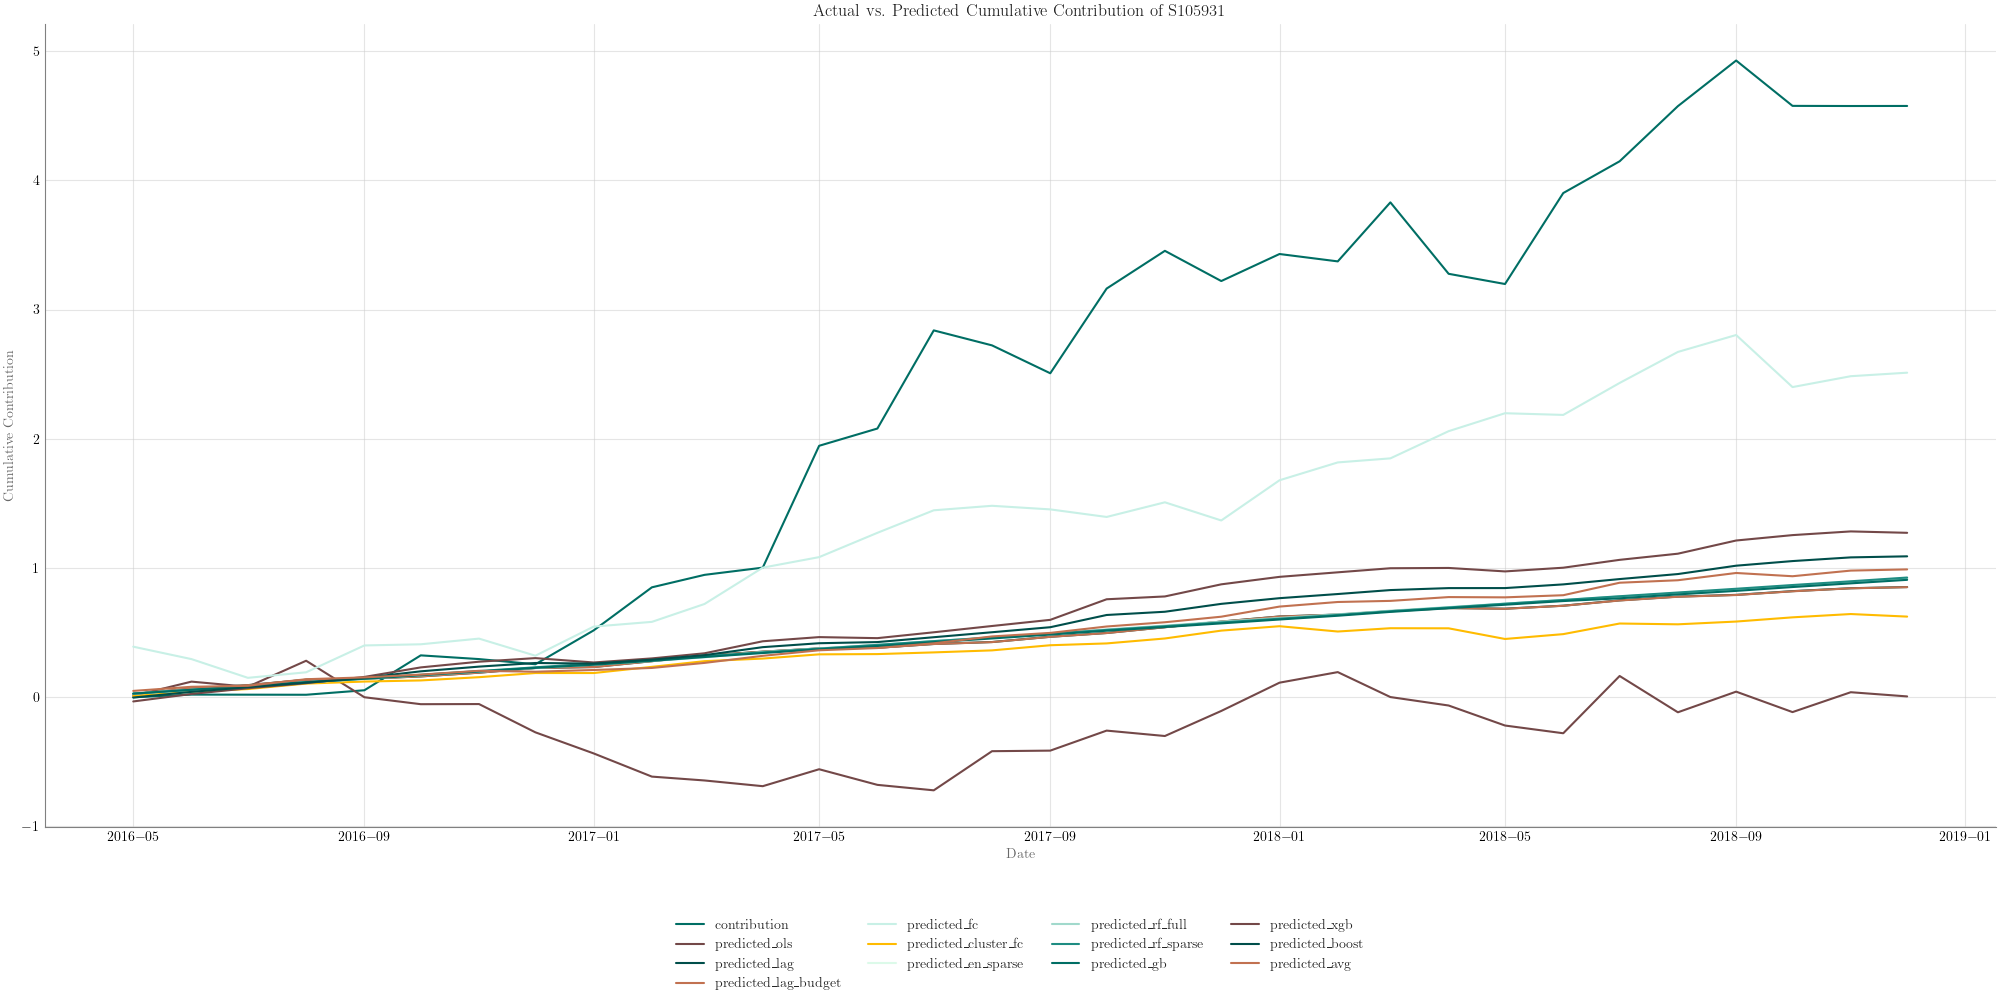 Actual vs. Predicted Cumulative Contribution of S105931
5
4
3
2
1
0
−1
Cumulative Contribution
2016−05 2016−09 2017−01 2017−05 2017−09 2018−01 2018−05 2018−09 2019−01
Date
contribution predicted_fc predicted_rf_full predicted_xgb
predicted_ols predicted_cluster_fc predicted_rf_sparse predicted_boost
predicted_lag predicted_en_sparse predicted_gb predicted_avg
predicted_lag_budget